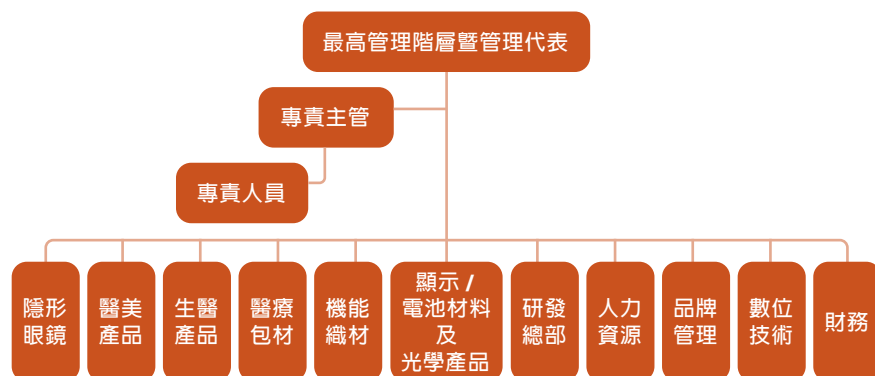 最高管理階層暨管理代表
專責主管
專責人員
隱形
眼鏡
醫美
產品
生醫
產品
醫療
包材
機能
織材
顯示 /
電池材料
及
光學產品
研發
總部
人力
資源
品牌
管理
數位
技術
財務